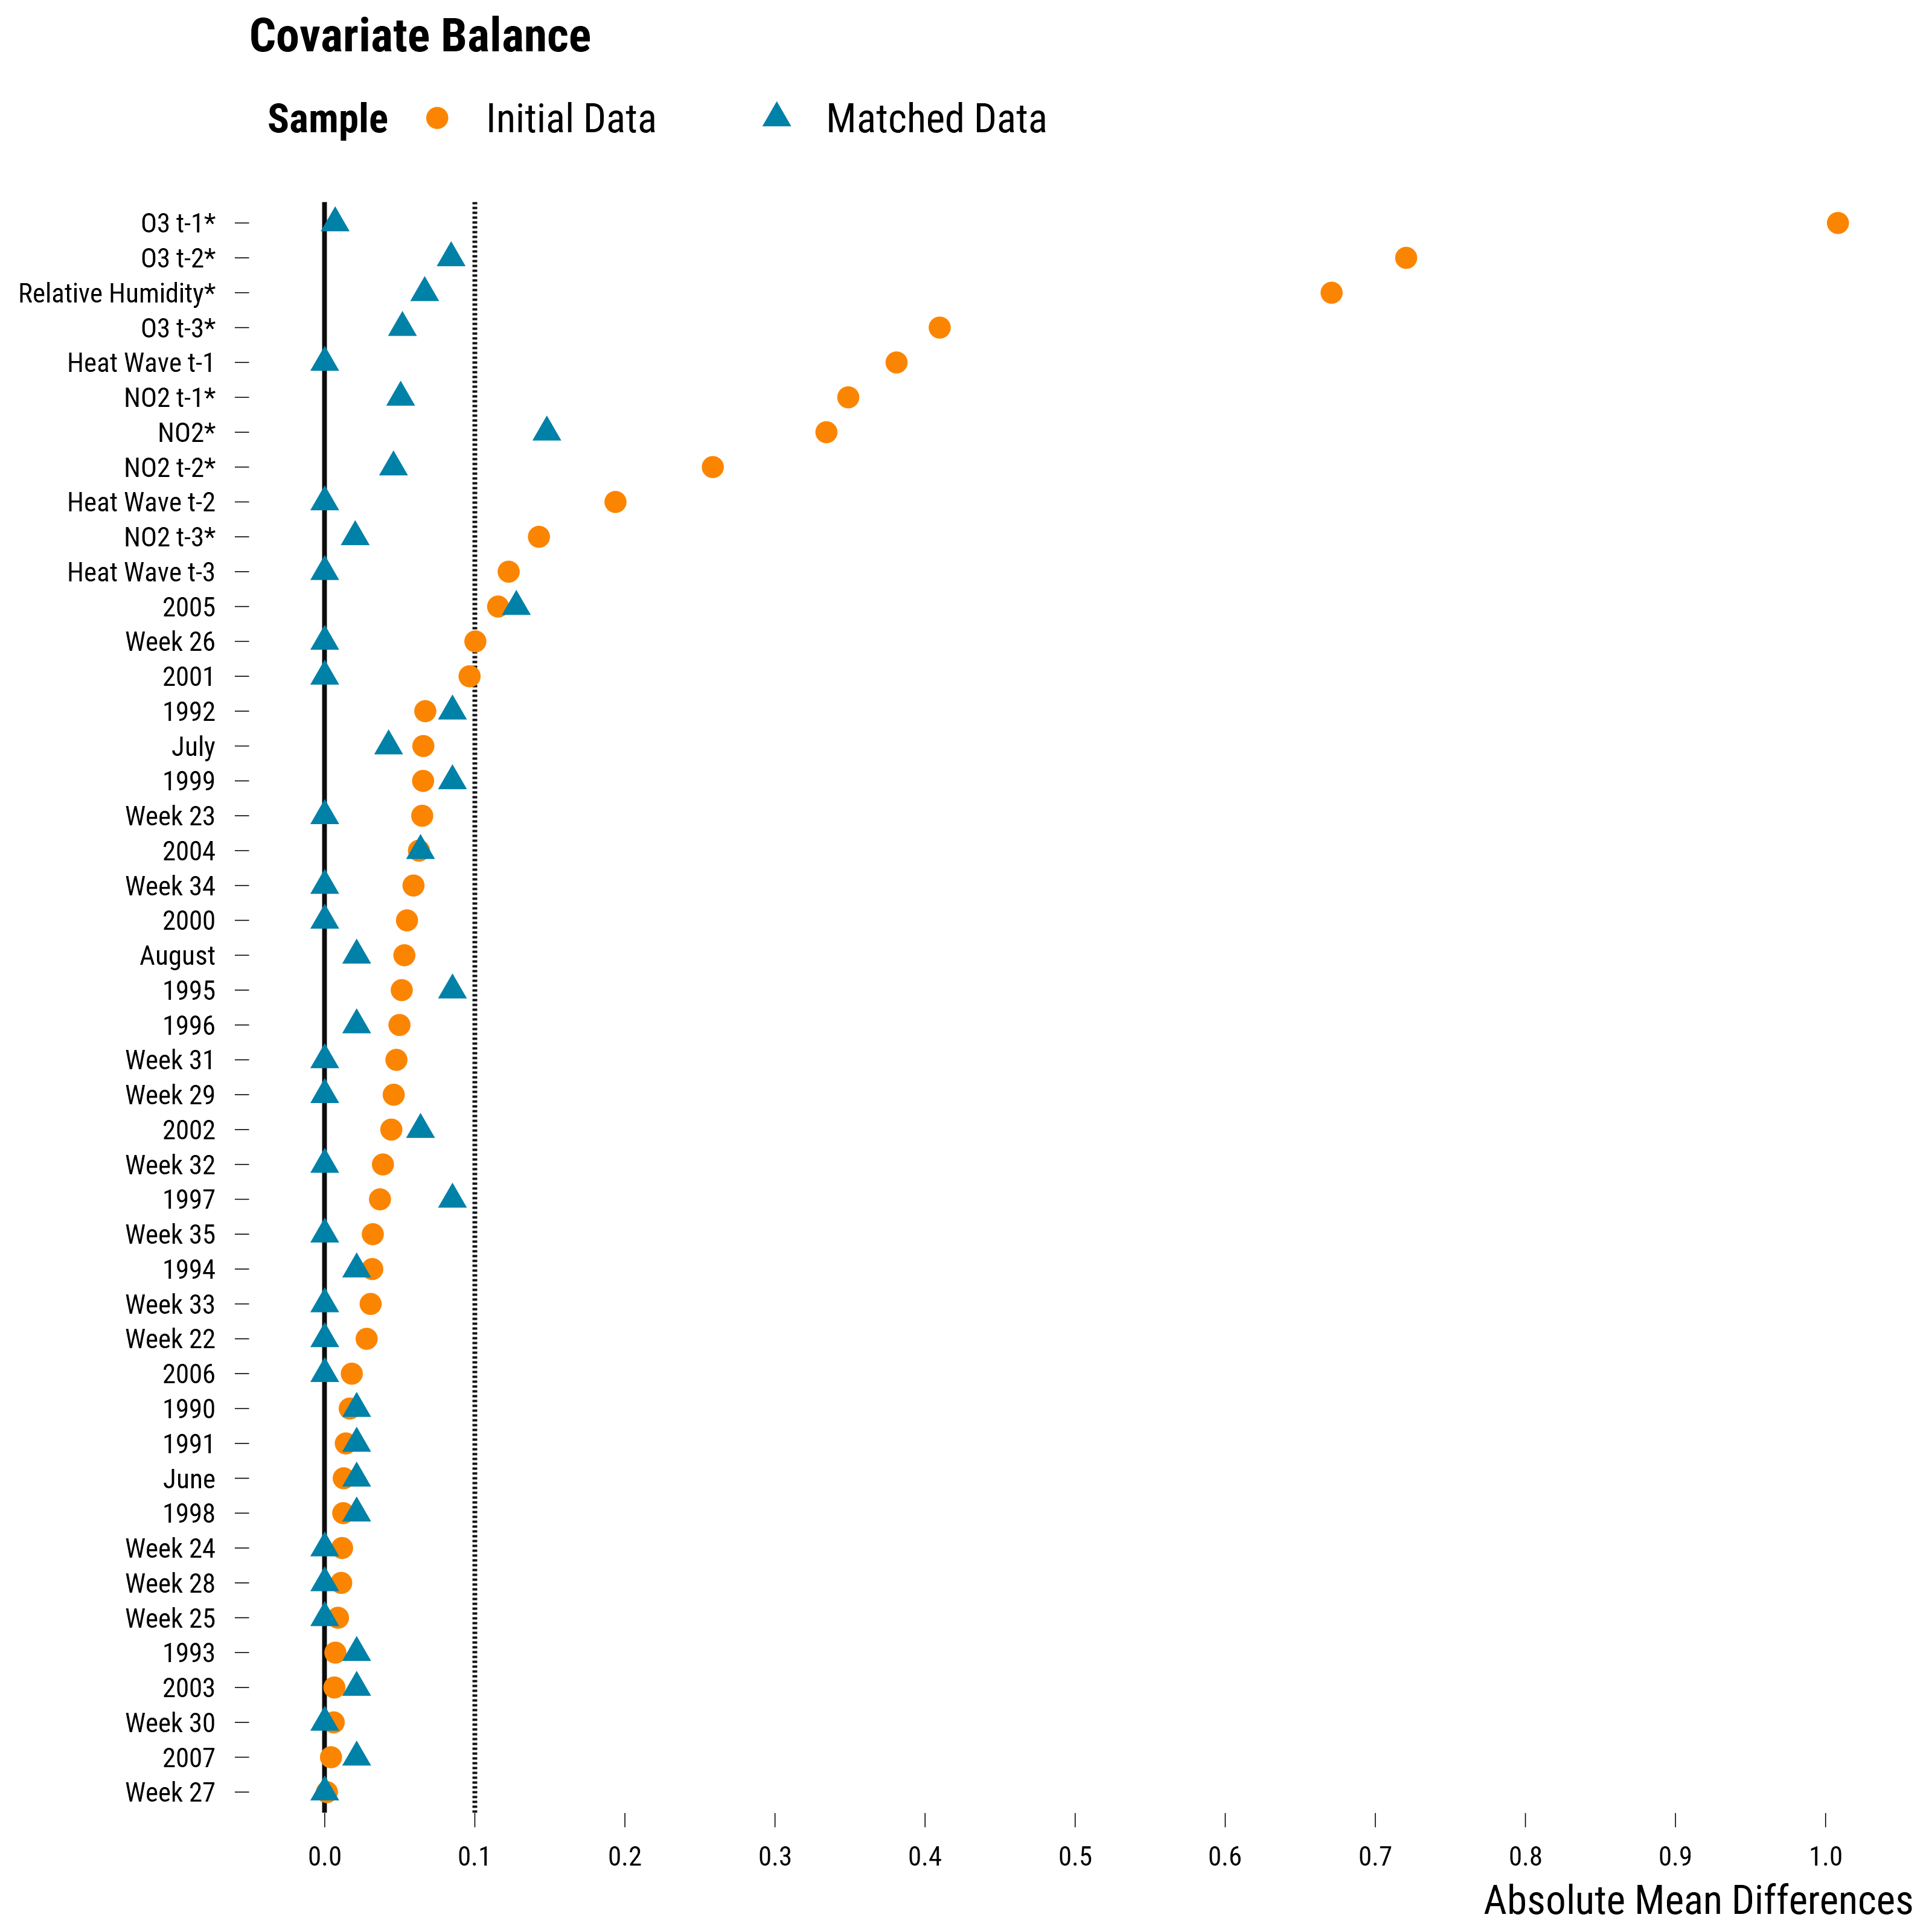 Covariate Balance
Sample Initial Data Matched Data
O3 t-1*
O3 t-2*
Relative Humidity*
O3 t-3*
Heat Wave t-1
NO2 t-1*
NO2*
NO2 t-2*
Heat Wave t-2
NO2 t-3*
Heat Wave t-3
2005
Week 26
2001
1992
July
1999
Week 23
2004
Week 34
2000
August
1995
1996
Week 31
Week 29
2002
Week 32
1997
Week 35
1994
Week 33
Week 22
2006
1990
1991
June
1998
Week 24
Week 28
Week 25
1993
2003
Week 30
2007
Week 27
0.0 0.1 0.2 0.3 0.4 0.5 0.6 0.7 0.8 0.9 1.0
Absolute Mean Differences